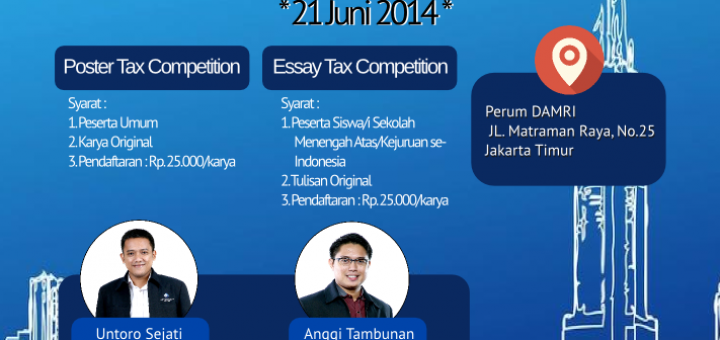 *21 Juni 2014*
Poster Tax Competition
Syarat :
1.Peserta Umum
2.Karya Original
3.Pendaftaran : Rp. 25.000/karya
Essay Tax Competition
Syarat :
1.Peserta Siswa/i Sekolah
Menengah Atas/Kejuruan se-
Indonesia
2.Tulisan Original
3.Pendaftaran : Rp. 25.000/karya
Perum DAMRI
JL. Matraman Raya, No.25
Jakarta Timur
Untoro Sejati
Anggi Tambunan